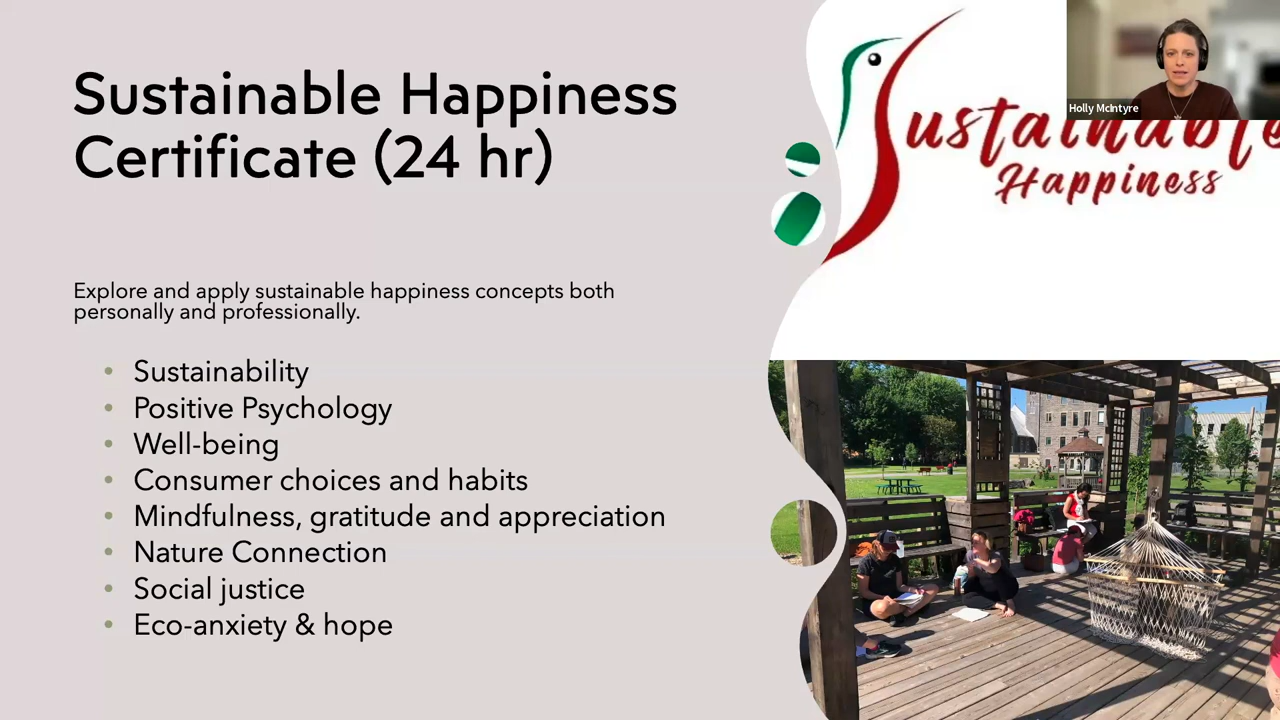 Sustainable Happiness
Certificate (24 hr)
Explore and apply sustainable happiness concepts both
personally and professionally.
• Sustainability
• Positive Psychology
• Well-being
• Consumer choices and habits
• Mindfulness, gratitude and appreciation
• Nature Connection
• Social justice
• Eco-anxiety & hope
Sustainable
Happiness
Holly McIntyre